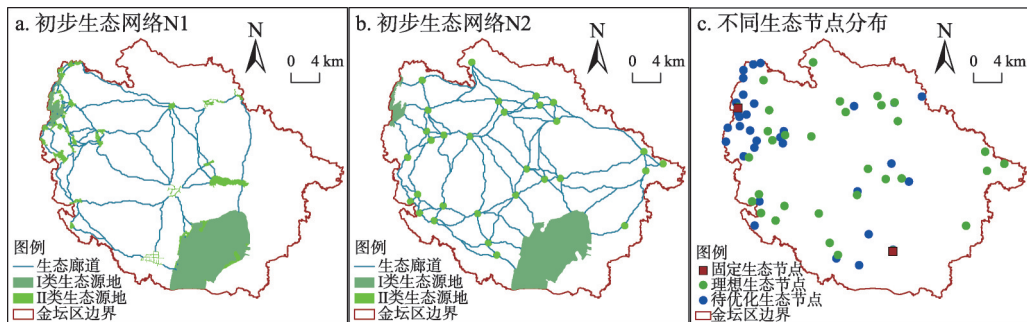 a. 初步生态网络N1
N
0 4 km
图例
生态廊道
I类生态源地
II类生态源地
金坛区边界
b. 初步生态网络N2
N
0 4 km
图例
生态廊道
I类生态源地
II类生态源地
金坛区边界
c. 不同生态节点分布
N
0 4 km
图例
固定生态节点
理想生态节点
待优化生态节点
金坛区边界